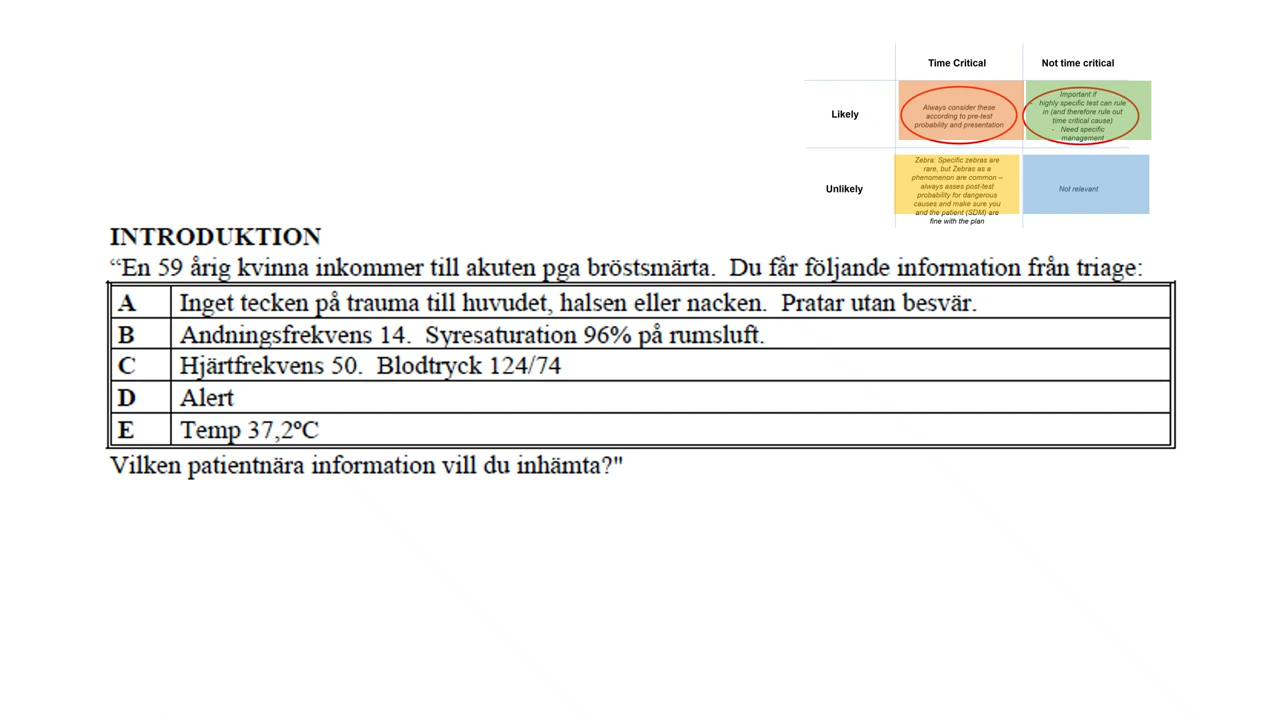 Time Critical Not time critical
Likely
Always consider these
according to pre-test
probability and presentation
Important if
- highly specific test can rule
in (and therefore rule out
time critical cause)
- Need specific
management
Unlikely
Zebra: Specific zebras are
rare, but Zebras as a
phenomenon are common –
always asses post-test
probability for dangerous
causes and make sure you
and the patient (SDM) are
fine with the plan
Not relevant
INTRODUKTION
“En 59 årig kvinna inkommer till akuten pga bröstsmärta. Du får följande information från triage:
A Inget tecken på trauma till huvudet, halsen eller nacken. Pratar utan besvär.
B Andningsfrekvens 14. Syresaturation 96% på rumsluft.
C Hjärtfrekvens 50. Blodtryck 124/74
D Alert
E Temp 37,2ºC
Vilken patientnära information vill du inhämta?"